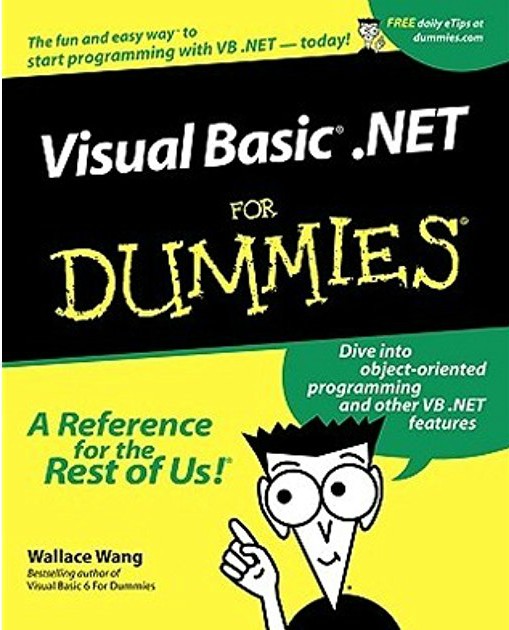 The fun and easy way™ to
start programming with VB .NET — today!
FREE daily eTips at
dummies.com
Visual Basic® .NET
FOR
DUMMIES®
Dive into
object-oriented
programming
and other VB .NET
features
A Reference
for the
Rest of Us!®
Wallace Wang
Bestselling author of
Visual Basic 6 For Dummies